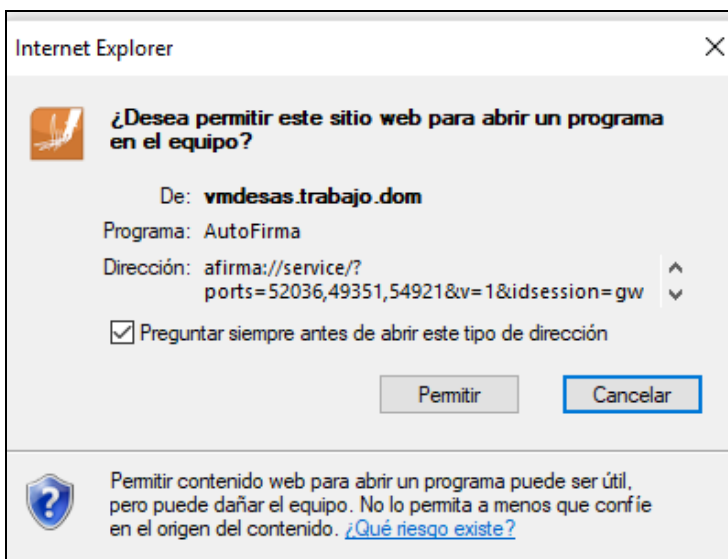 Internet Explorer
¿Desea permitir este sitio web para abrir un programa
en el equipo?
De: vmdesas.trabajo.dom
Programa: AutoFirma
Dirección: afirma://service/?
ports=52036,49351,54921&v=1&idsession=gw
Preguntar siempre antes de abrir este tipo de dirección
Permitir Cancelar
Permitir contenido web para abrir un programa puede ser útil,
pero puede dañar el equipo. No lo permita a menos que confíe
en el origen del contenido. ¿Qué riesgo existe?